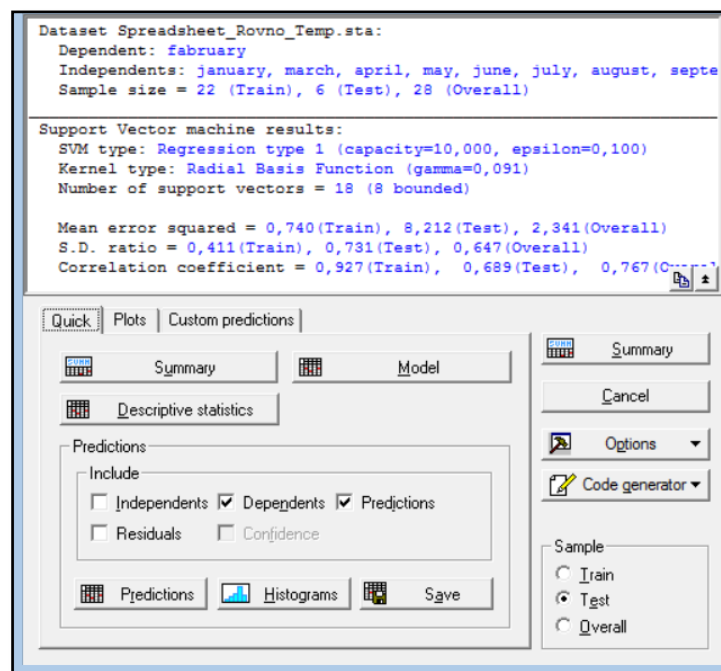 Dataset Spreadsheet_Rovno_Temp.sta:
Dependent: fabruary
Independents: january, march, april, may, june, july, august, septe
Sample size = 22 (Train), 6 (Test), 28 (Overall)
Support Vector machine results:
SVM type: Regression type 1 (capacity=10,000, epsilon=0,100)
Kernel type: Radial Basis Function (gamma=0,091)
Number of support vectors = 18 (8 bounded)
Mean error squared = 0,740(Train), 8,212(Test), 2,341(Overall)
S.D. ratio = 0,411(Train), 0,731(Test), 0,647(Overall)
Correlation coefficient = 0,927(Train), 0,689(Test), 0,767(
Quick Plots Custom predictions
Summary Model
Descriptive statistics
Predictions
Include
Independents Dependents Predictions
Residuals Confidence
Predictions Histograms Save
Summary
Cancel
Options
Code generator
Sample
Train
Test
Overall